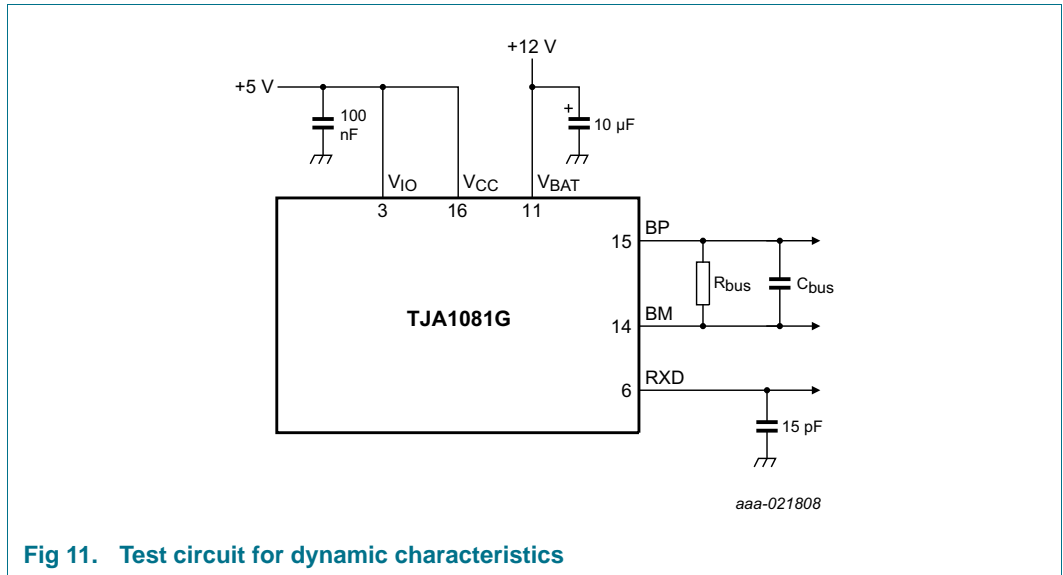 +12 V
+5 V
100
nF
+
10 µF
VIO
VCC
VBAT
3
16
11
15
BP
Rbus
Cbus
TJA1081G
14
BM
6
RXD
15 pF
aaa-021808
Fig 11. Test circuit for dynamic characteristics